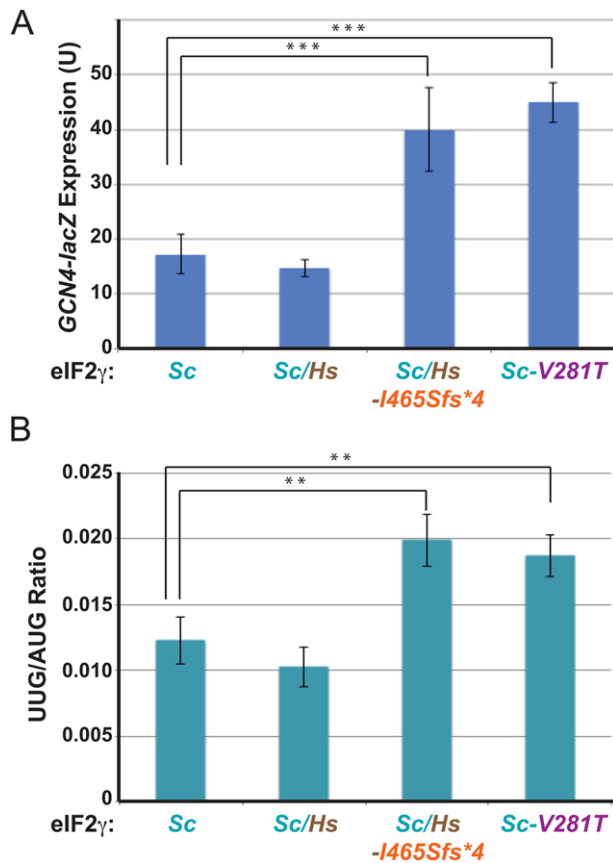 A
GCN4-lacZ Expression (U)
50
40
30
20
10
0
***
***
eIF2γ: Sc Sc/Hs Sc/Hs Sc-V281T
-I465Sfs*4
B
UUG/AUG Ratio
0.025
0.020
0.015
0.010
0.005
0
**
**
eIF2γ: Sc Sc/Hs Sc/Hs Sc-V281T
-I465Sfs*4